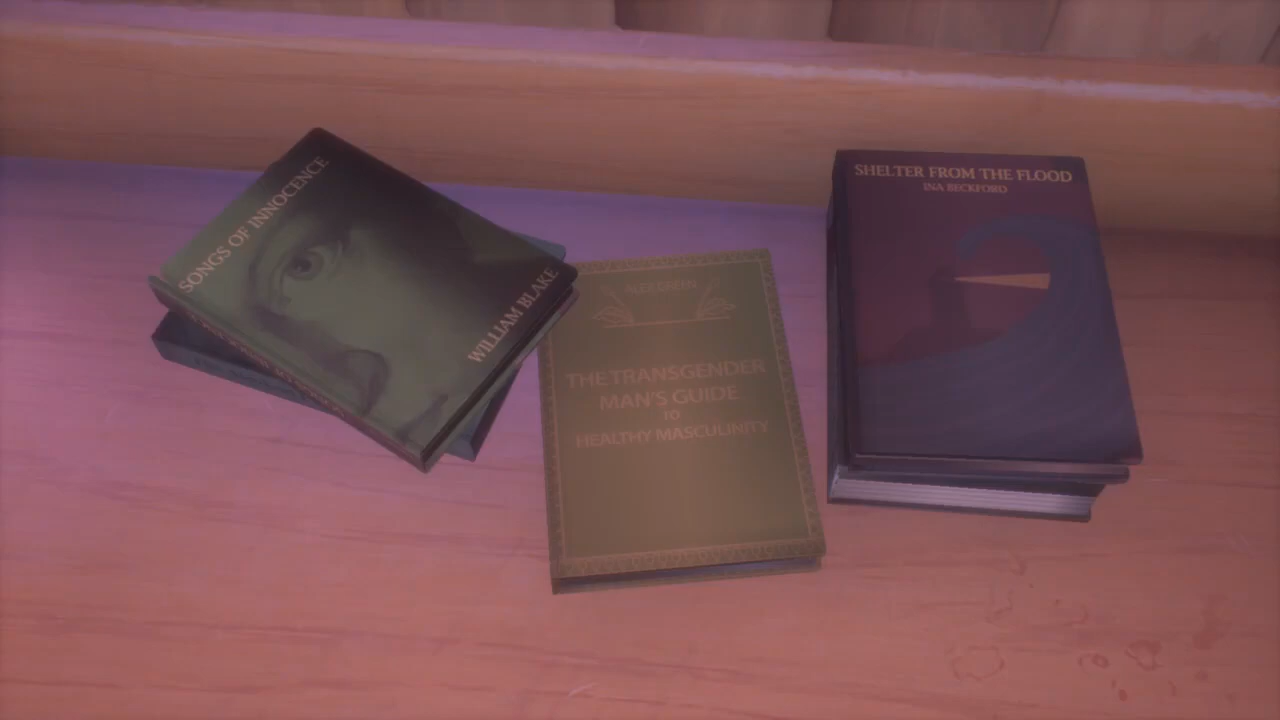 SONGS OF INNOCENCE
WILLIAM BLAKE
ALEX GREEN
THE TRANSGENDER
MAN'S GUIDE
TO
HEALTHY MASCULINITY
SHELTER FROM THE FLOOD
INA BECKFORD